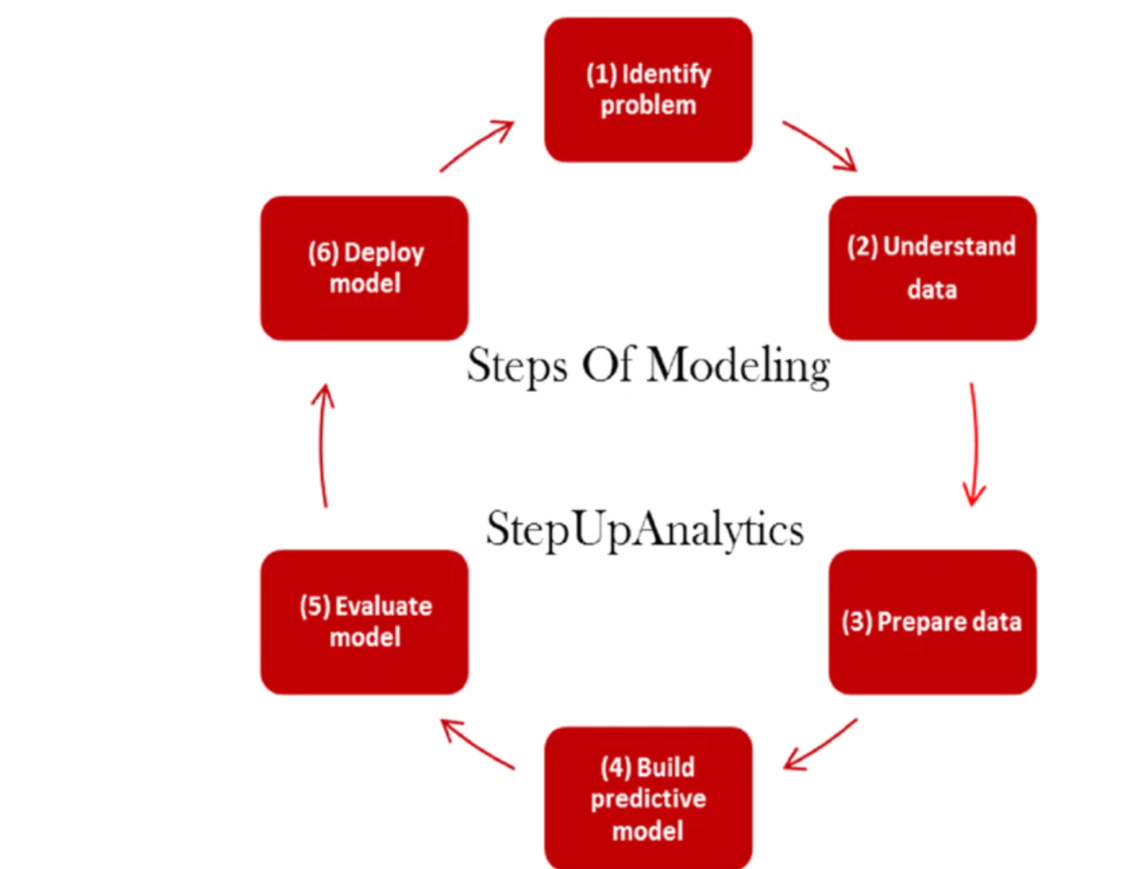 (1) Identify
problem
(2) Understand
data
(3) Prepare data
(4) Build
predictive
model
(5) Evaluate
model
(6) Deploy
model
Steps Of Modeling
StepUpAnalytics